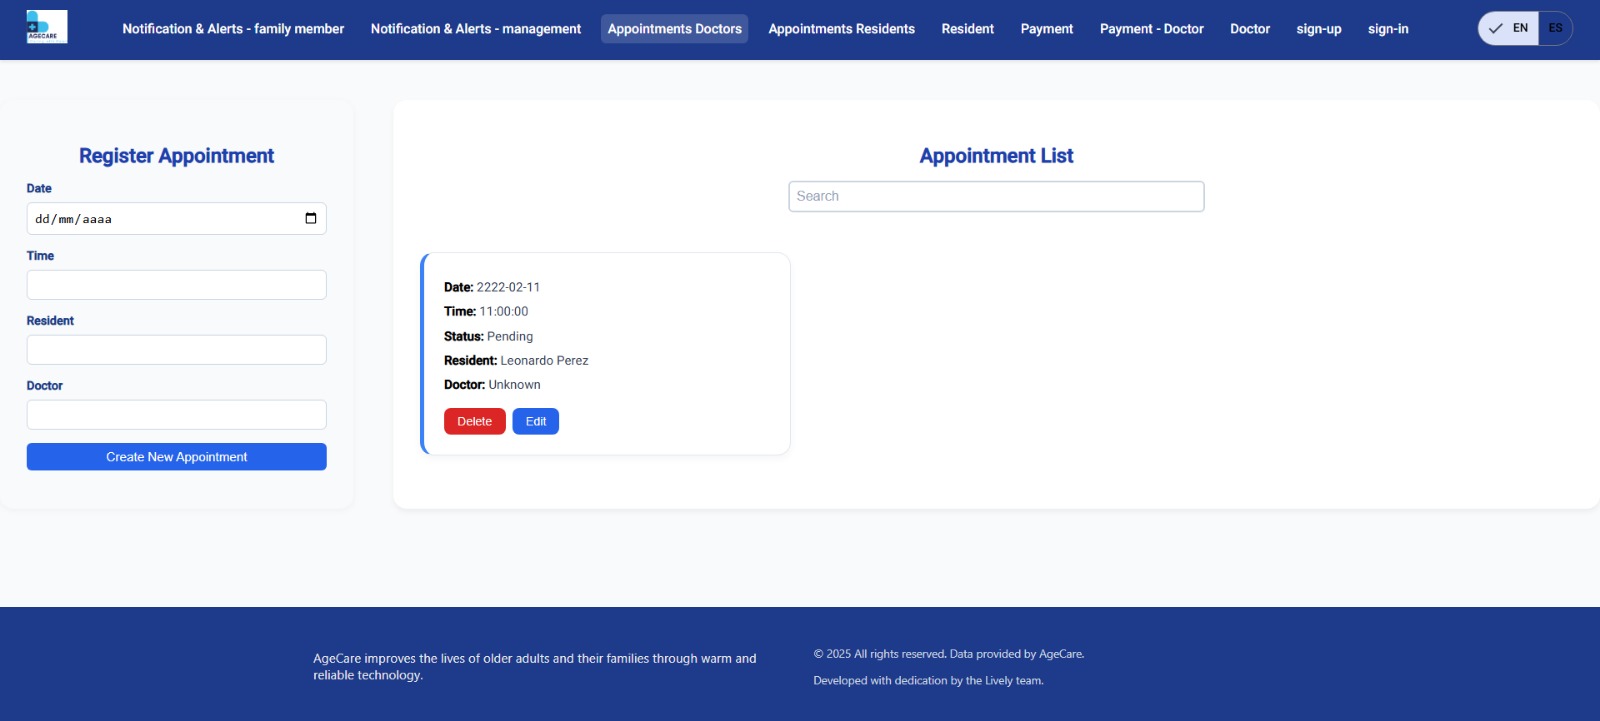 AGECARE
Notification & Alerts - family member Notification & Alerts - management Appointments Doctors Appointments Residents Resident Payment Payment - Doctor Doctor sign-up sign-in EN ES
Register Appointment
Date
dd/mm/aaaa
Time
Resident
Doctor
Create New Appointment
Appointment List
Search
Date: 2222-02-11
Time: 11:00:00
Status: Pending
Resident: Leonardo Perez
Doctor: Unknown
Delete Edit
AgeCare improves the lives of older adults and their families through warm and
reliable technology.
© 2025 All rights reserved. Data provided by AgeCare.
Developed with dedication by the Lively team.